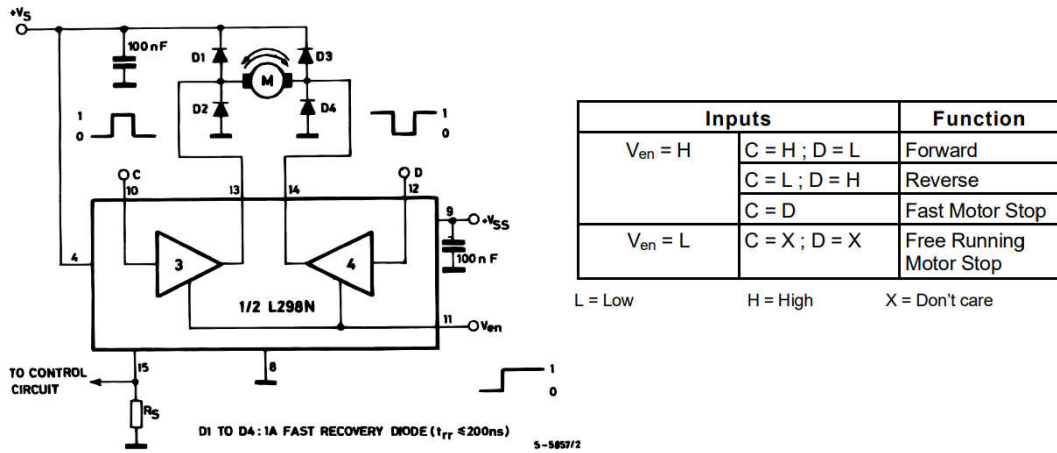 +VS
100nF
D1
D3
M
D2
D4
1
0
1
0
C
D
10
13
14
12
9
+VSS
4
3
4
100nF
1/2 L298N
11
Ven
15
8
TO CONTROL
CIRCUIT
RS
1
0
D1 TO D4 : 1A FAST RECOVERY DIODE (trr ≤ 200ns)
S-5857/2
Inputs Function
Ven = H C = H ; D = L Forward
C = L ; D = H Reverse
C = D Fast Motor Stop
Ven = L C = X ; D = X Free Running
Motor Stop
L = Low H = High X = Don't care